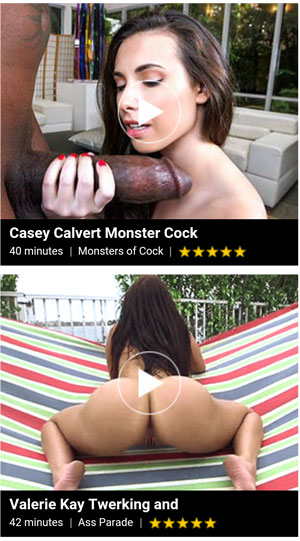 Casey Calvert Monster Cock
40 minutes | Monsters of Cock |
Valerie Kay Twerking and
42 minutes | Ass Parade |